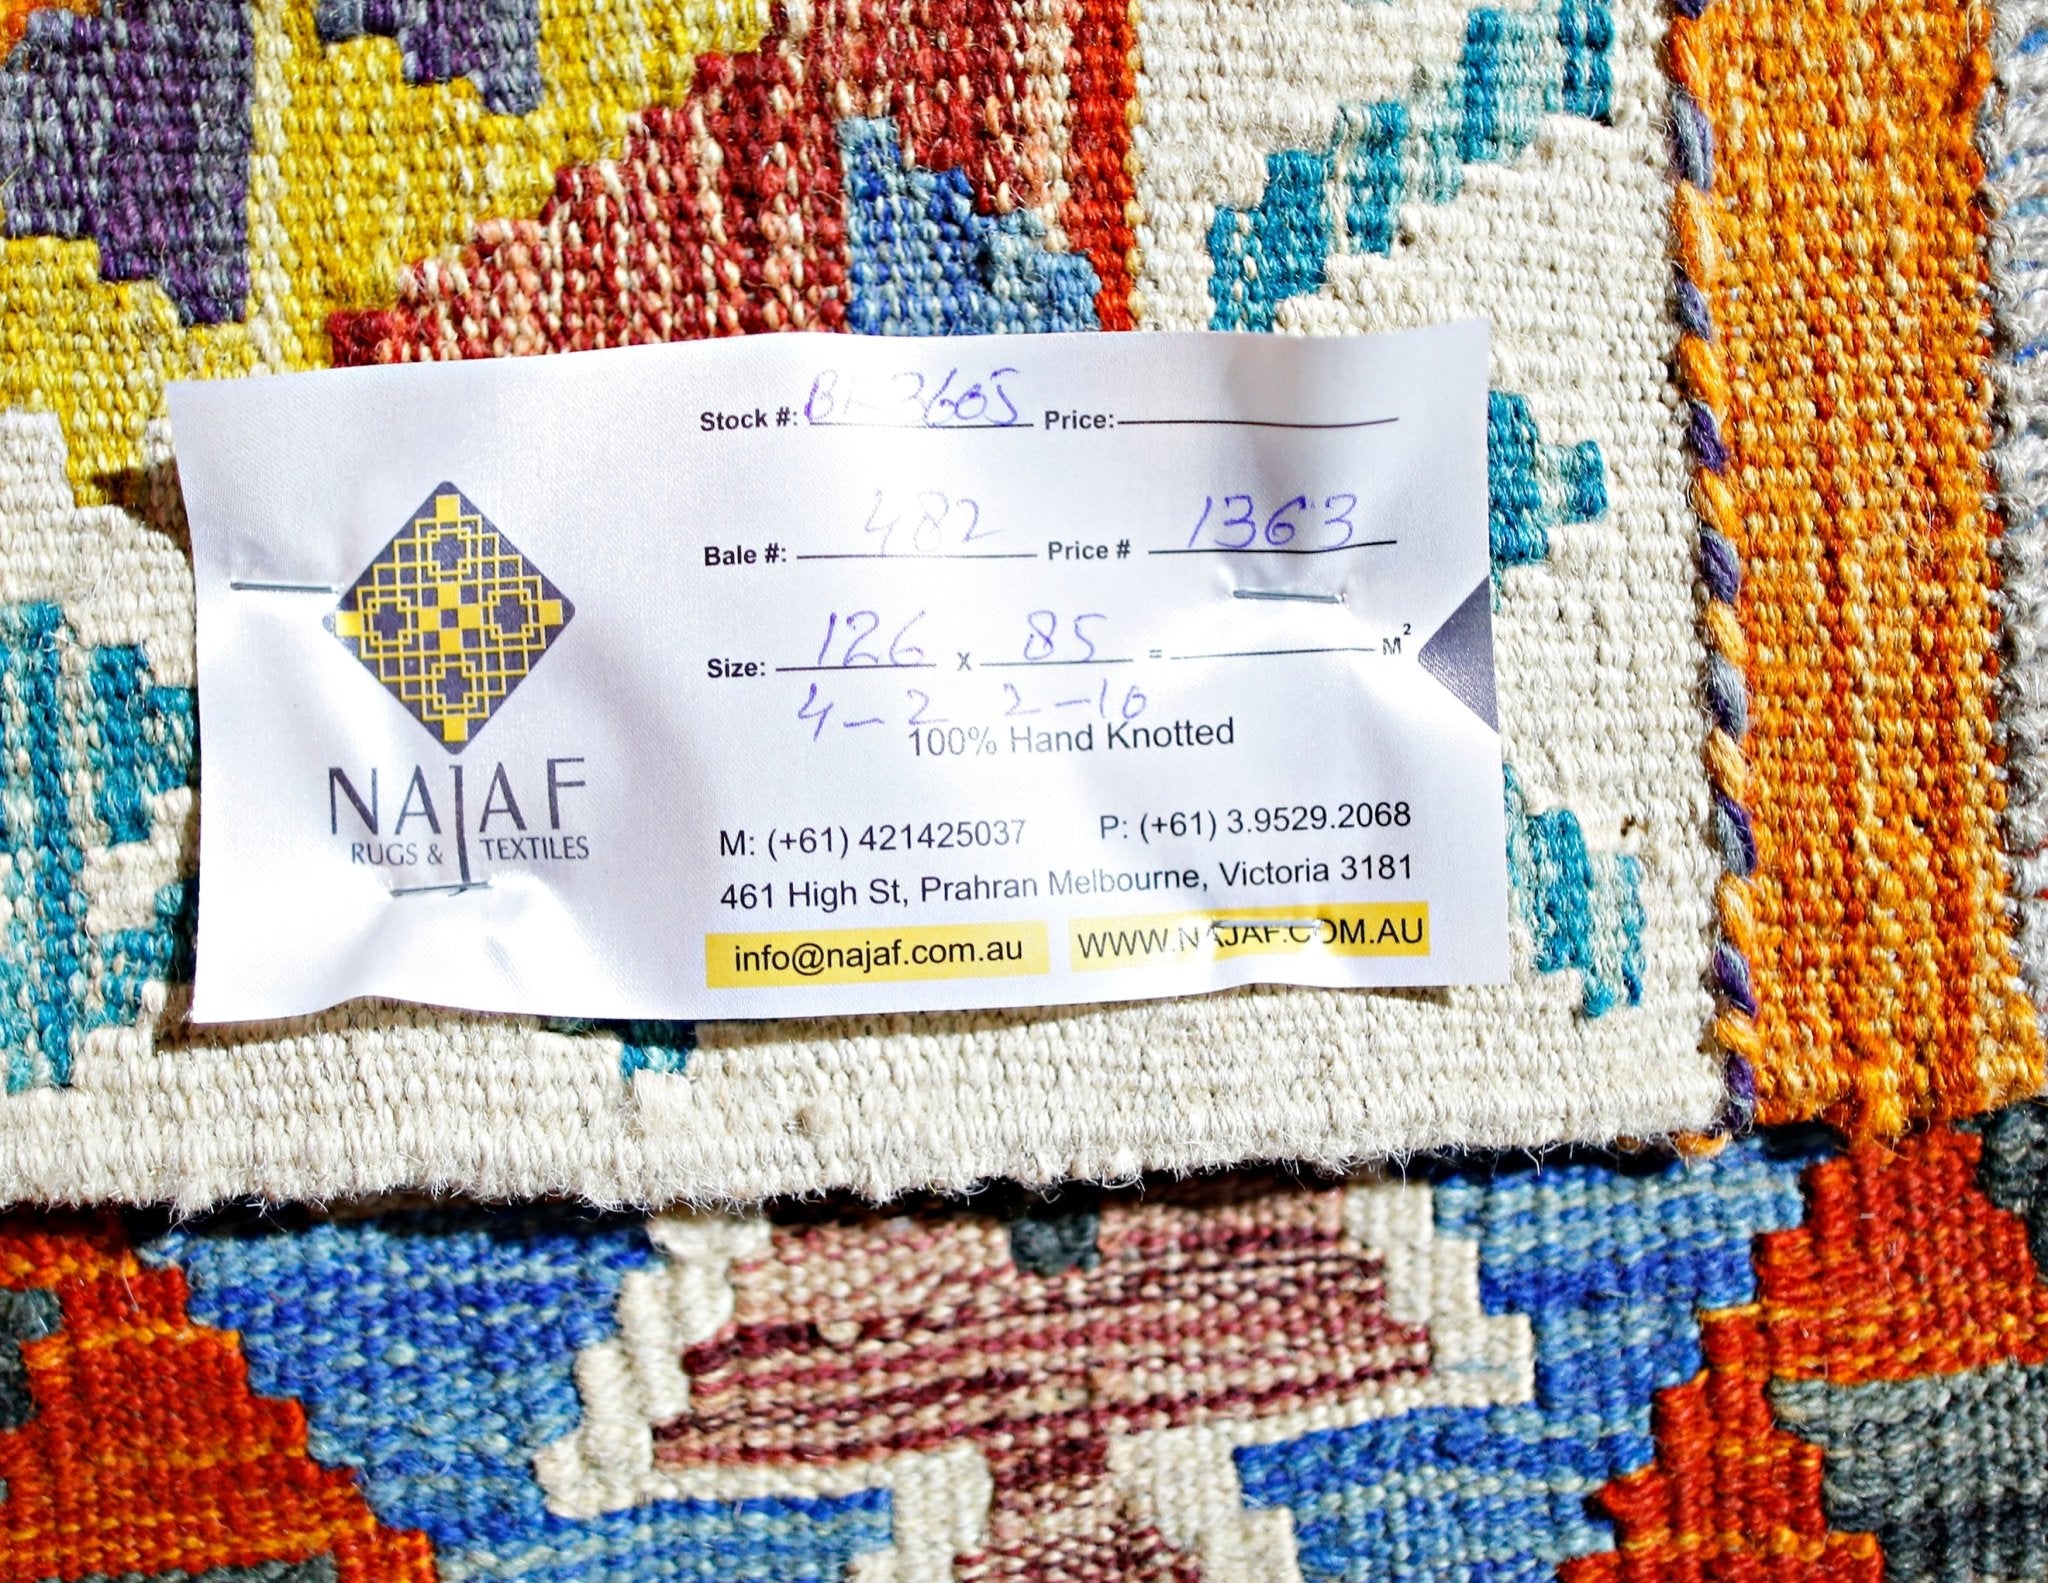 Stock #: BK3605 Price:
Bale #: 482 Price # 1363
Size: 126 x 85 = M²
4-2 2-10
100% Hand Knotted
NAJAF
RUGS & TEXTILES
M: (+61) 421425037 P: (+61) 3.9529.2068
461 High St, Prahran Melbourne, Victoria 3181
info@najaf.com.au WWW.NAJAF.COM.AU